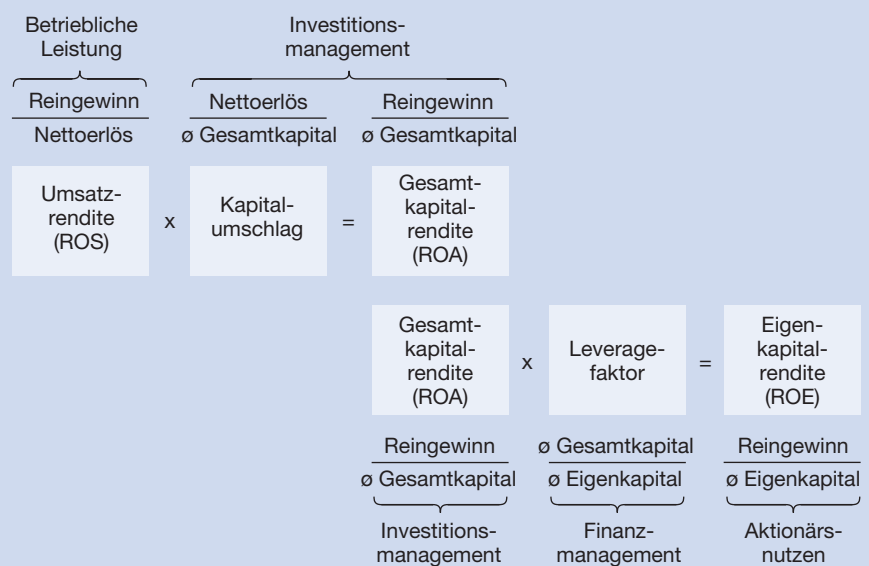 Betriebliche
Leistung
Investitions-
management
Reingewinn
Nettoerlös
Nettoerlös
ø Gesamtkapital
Reingewinn
ø Gesamtkapital
Umsatz-
rendite
(ROS)
x
Kapital-
umschlag
=
Gesamt-
kapital-
rendite
(ROA)
Gesamt-
kapital-
rendite
(ROA)
x
Leverage-
faktor
=
Eigen-
kapital-
rendite
(ROE)
Reingewinn
ø Gesamtkapital
ø Gesamtkapital
ø Eigenkapital
Reingewinn
ø Eigenkapital
Investitions-
management
Finanz-
management
Aktionärs-
nutzen